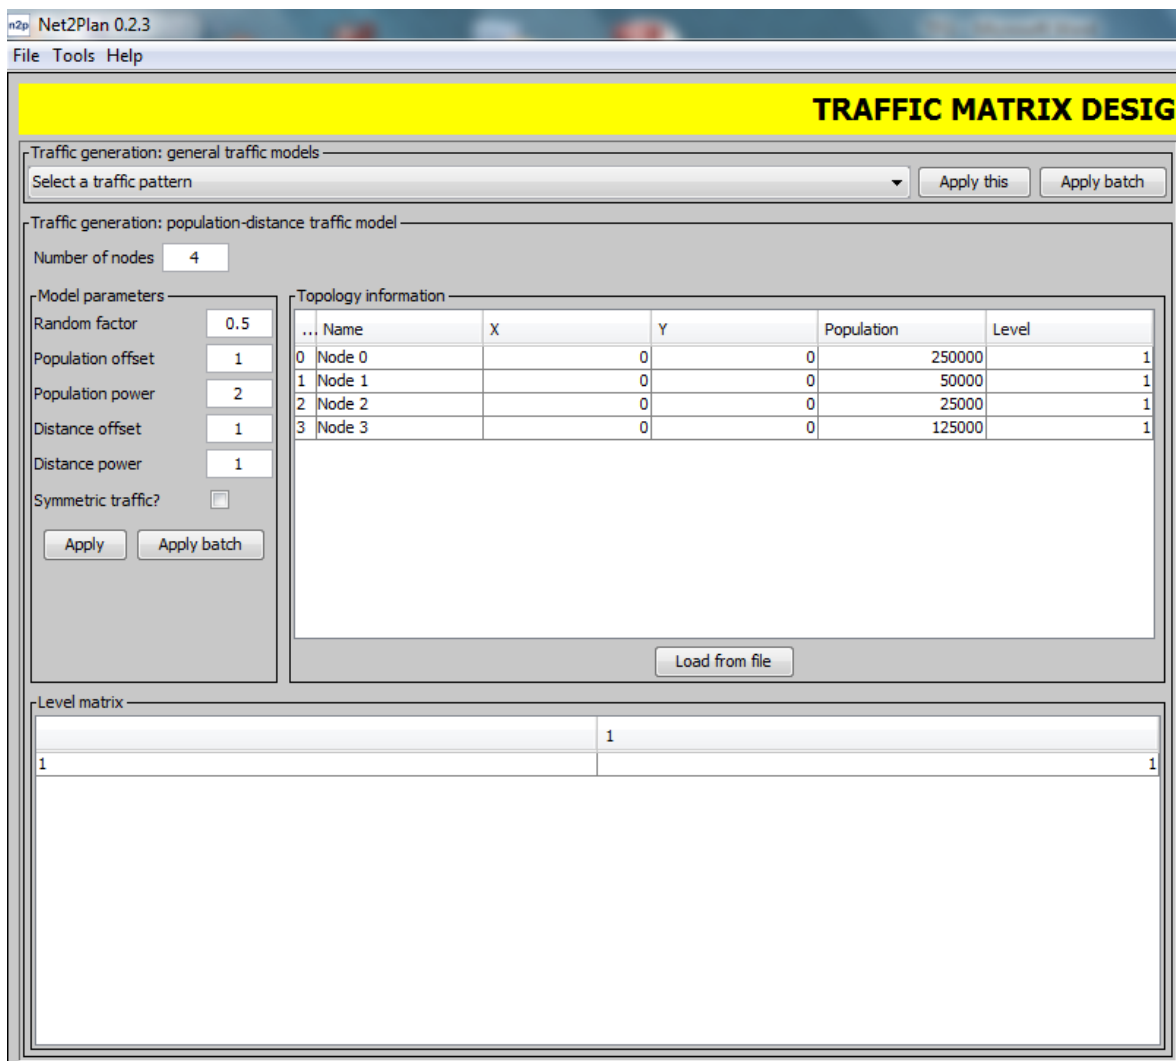 n2p Net2Plan 0.2.3
File Tools Help
TRAFFIC MATRIX DESIG
Traffic generation: general traffic models
Select a traffic pattern Apply this Apply batch
Traffic generation: population-distance traffic model
Number of nodes 4
Model parameters
Random factor 0.5
Population offset 1
Population power 2
Distance offset 1
Distance power 1
Symmetric traffic?
Apply Apply batch
Topology information
... Name X Y Population Level
0 Node 0 0 0 250000 1
1 Node 1 0 0 50000 1
2 Node 2 0 0 25000 1
3 Node 3 0 0 125000 1
Load from file
Level matrix
1
1 1